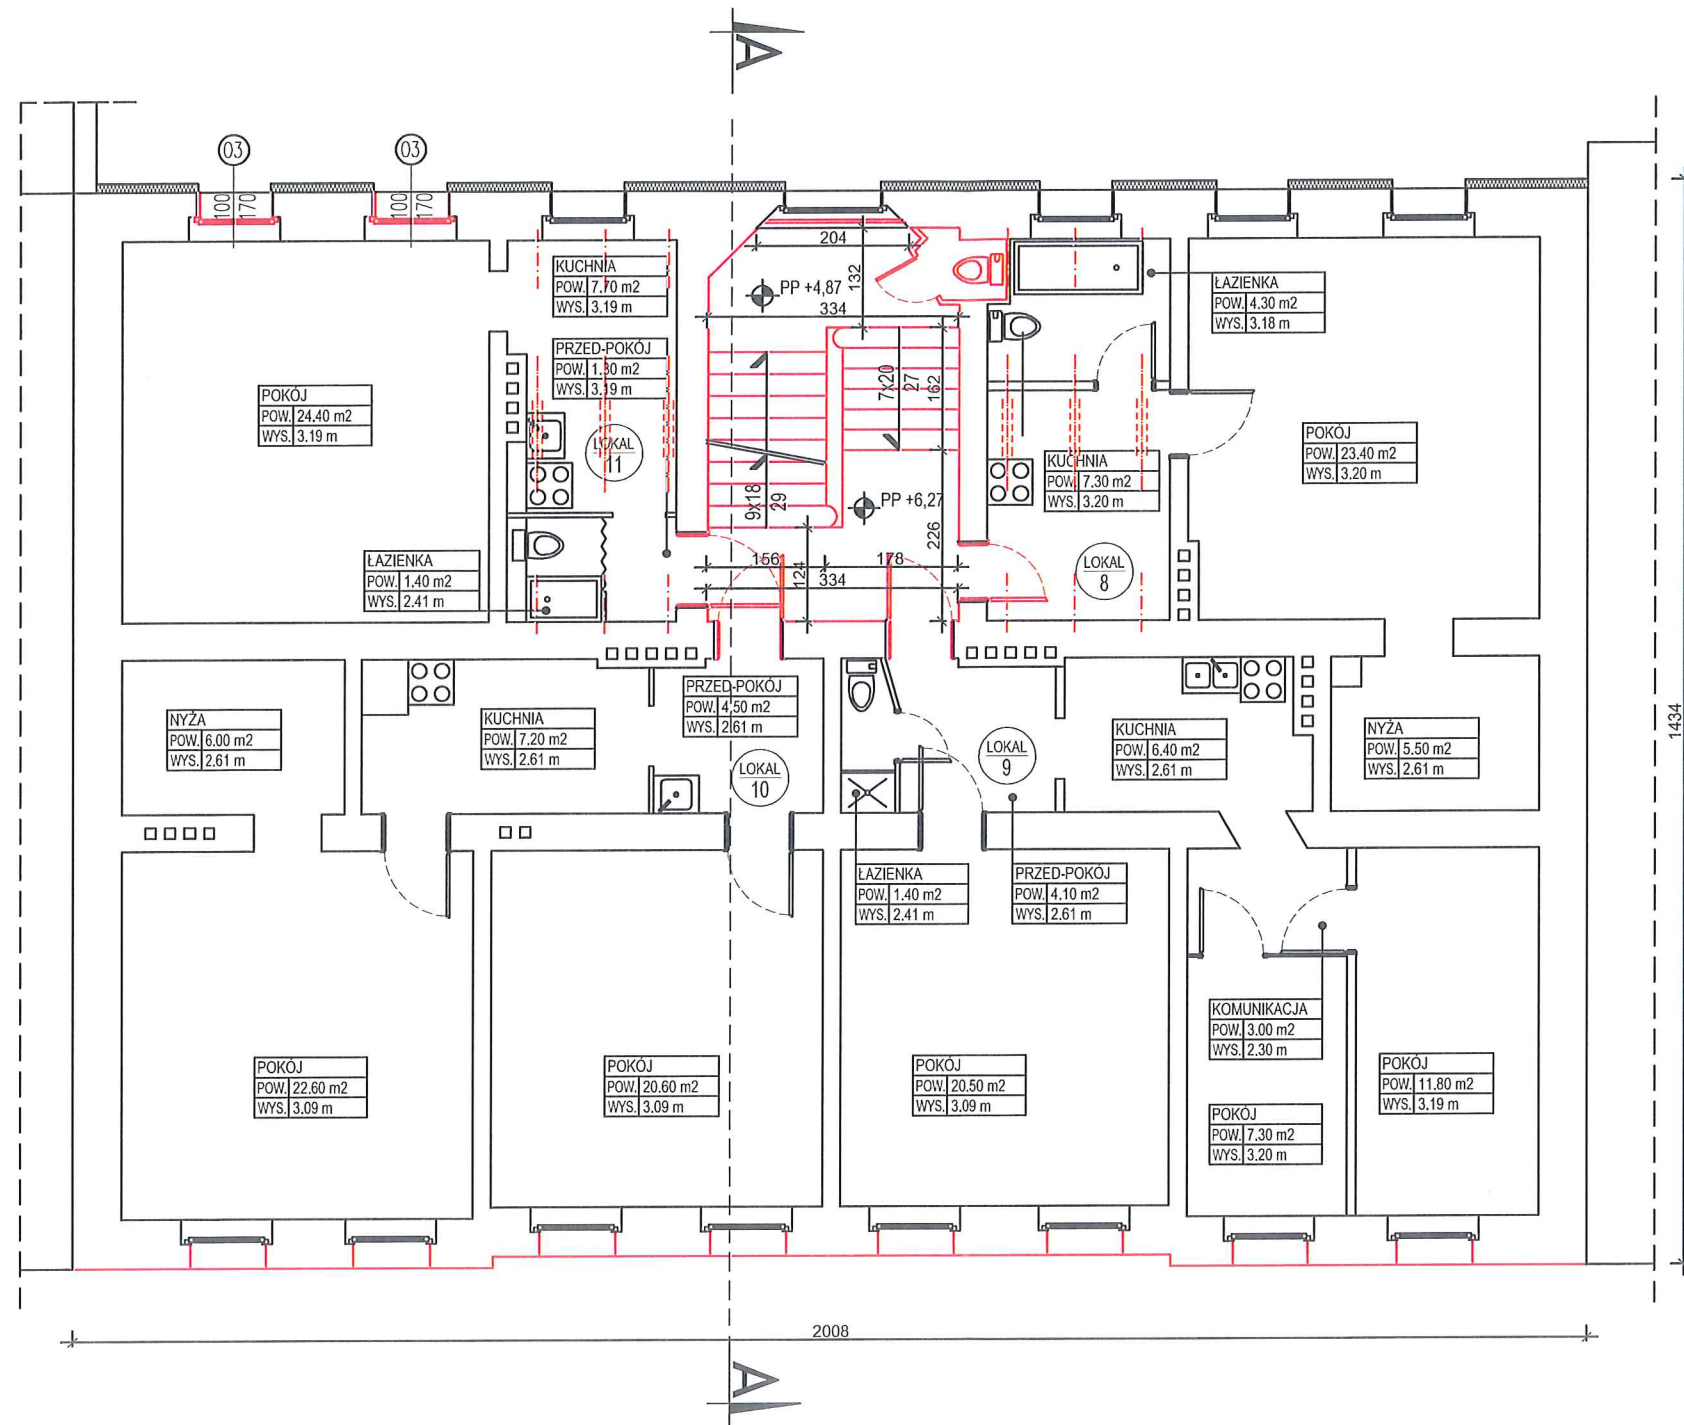 A
03
03
100
170
100
170
204
132
PP +4,87
334
KUCHNIA
POW. 7.70 m2
WYS. 3.19 m
ŁAZIENKA
POW. 4.30 m2
WYS. 3.18 m
PRZED-POKÓJ
POW. 1.30 m2
WYS. 3.19 m
7x20
27
162
POKÓJ
POW. 24.40 m2
WYS. 3.19 m
LOKAL
11
POKÓJ
POW. 23.40 m2
WYS. 3.20 m
KUCHNIA
POW. 7.30 m2
WYS. 3.20 m
9x18
29
PP +6,27
226
ŁAZIENKA
POW. 1.40 m2
WYS. 2.41 m
156
178
124
334
LOKAL
8
PRZED-POKÓJ
POW. 4.50 m2
WYS. 2.61 m
NYŻA
POW. 6.00 m2
WYS. 2.61 m
KUCHNIA
POW. 7.20 m2
WYS. 2.61 m
LOKAL
10
LOKAL
9
KUCHNIA
POW. 6.40 m2
WYS. 2.61 m
NYŻA
POW. 5.50 m2
WYS. 2.61 m
1434
ŁAZIENKA
POW. 1.40 m2
WYS. 2.41 m
PRZED-POKÓJ
POW. 4.10 m2
WYS. 2.61 m
KOMUNIKACJA
POW. 3.00 m2
WYS. 2.30 m
POKÓJ
POW. 22.60 m2
WYS. 3.09 m
POKÓJ
POW. 20.60 m2
WYS. 3.09 m
POKÓJ
POW. 20.50 m2
WYS. 3.09 m
POKÓJ
POW. 11.80 m2
WYS. 3.19 m
POKÓJ
POW. 7.30 m2
WYS. 3.20 m
2008
A